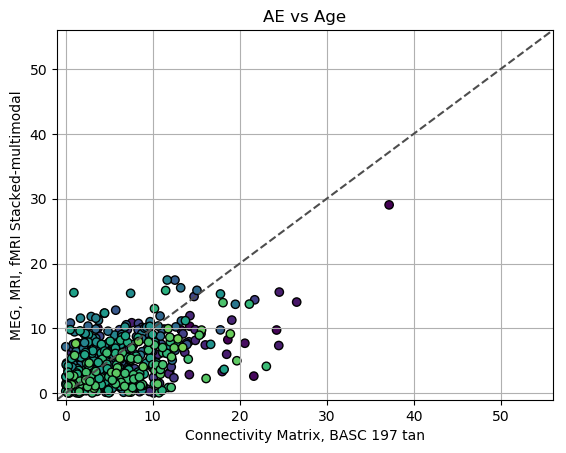 AE vs Age
MEG, MRI, fMRI Stacked-multimodal
50
40
30
20
10
0
0 10 20 30 40 50
Connectivity Matrix, BASC 197 tan